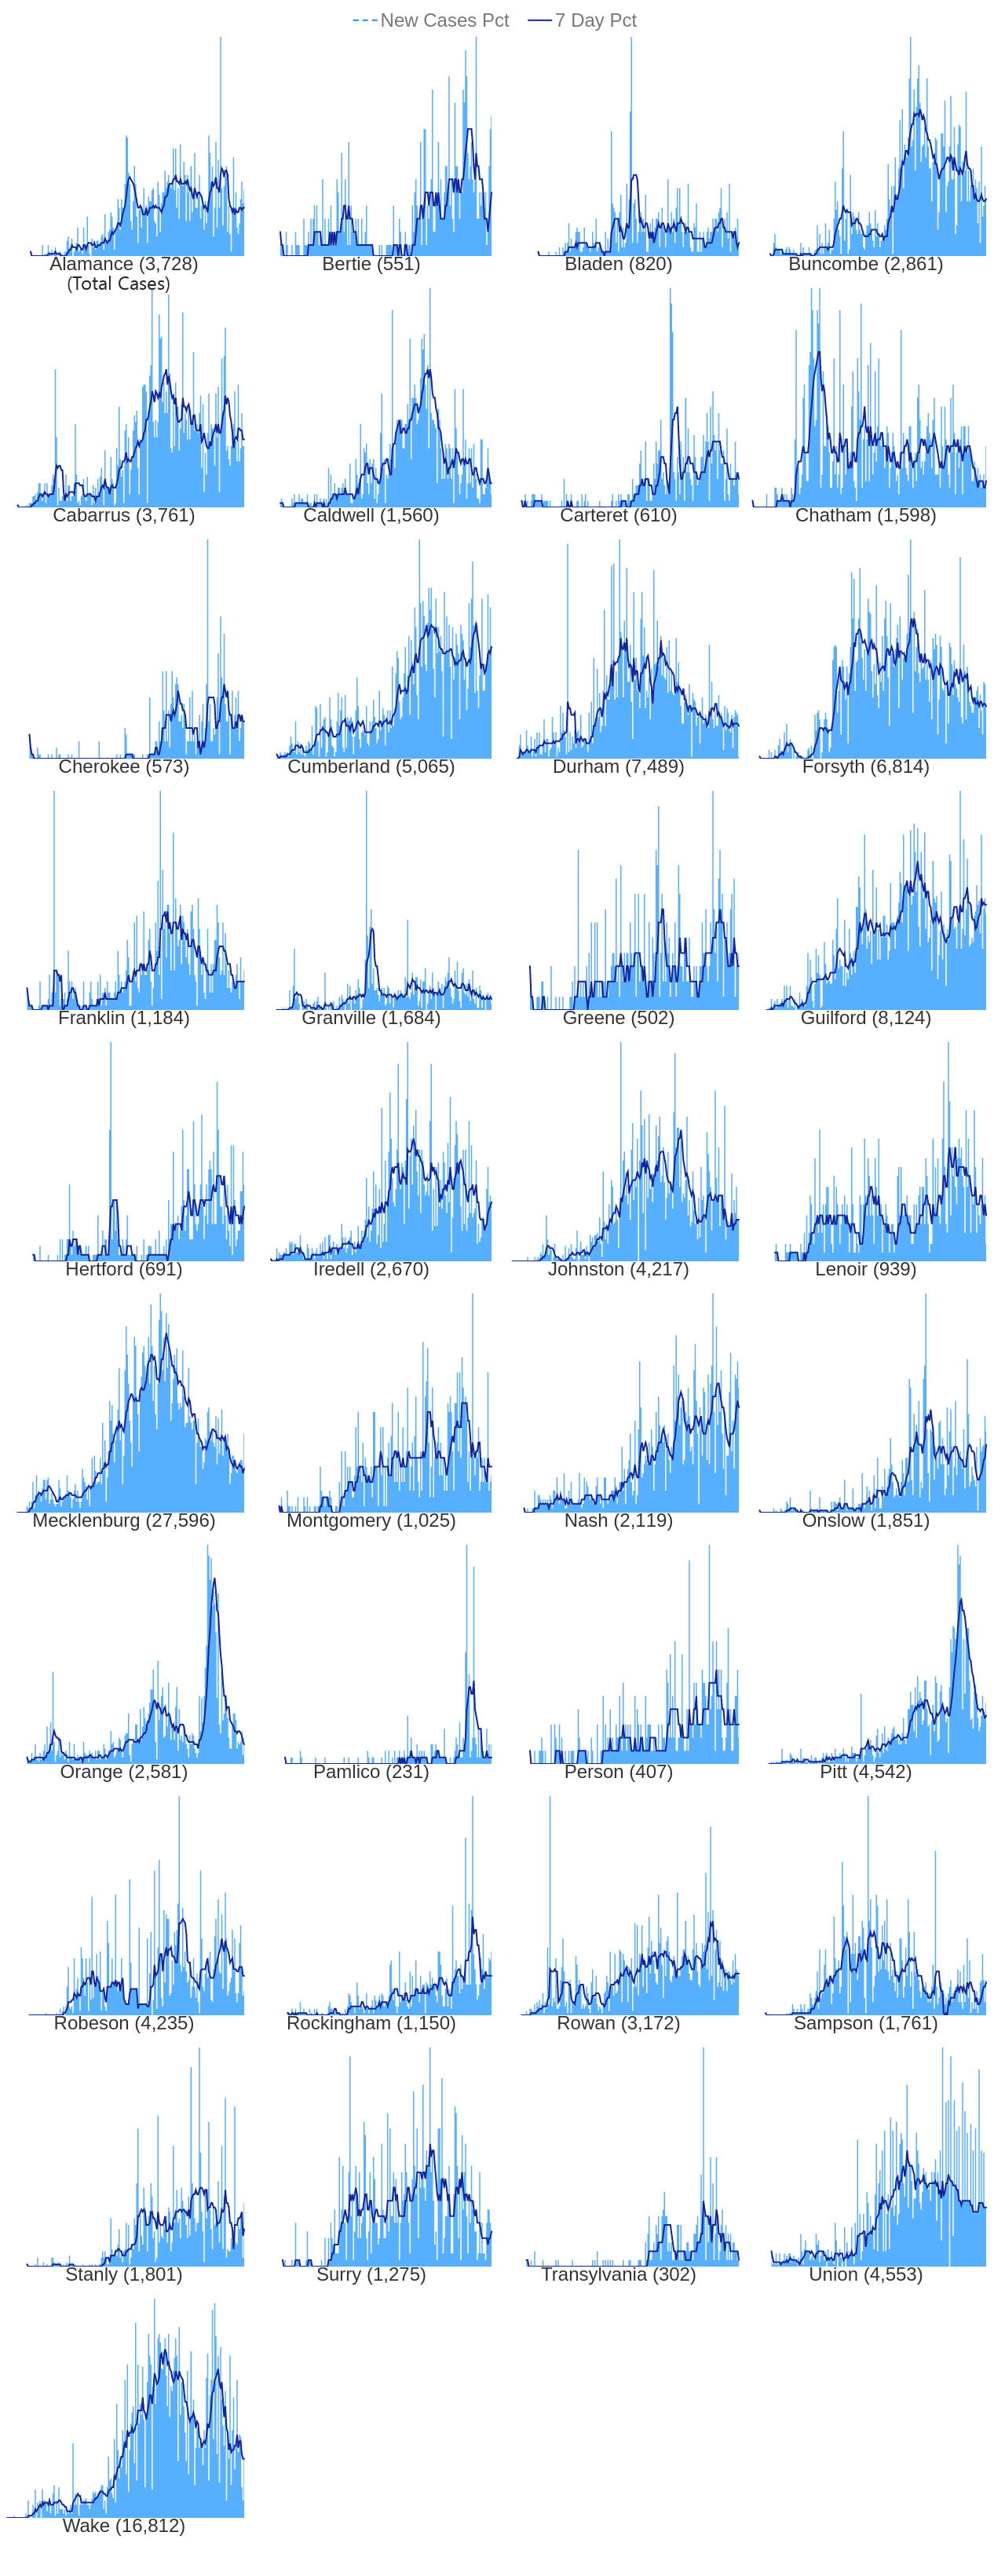 New Cases Pct 7 Day Pct
Alamance (3,728) Bertie (551) Bladen (820) Buncombe (2,861)
(Total Cases)
Cabarrus (3,761) Caldwell (1,560) Carteret (610) Chatham (1,598)
Cherokee (573) Cumberland (5,065) Durham (7,489) Forsyth (6,814)
Franklin (1,184) Granville (1,684) Greene (502) Guilford (8,124)
Hertford (691) Iredell (2,670) Johnston (4,217) Lenoir (939)
Mecklenburg (27,596) Montgomery (1,025) Nash (2,119) Onslow (1,851)
Orange (2,581) Pamlico (231) Person (407) Pitt (4,542)
Robeson (4,235) Rockingham (1,150) Rowan (3,172) Sampson (1,761)
Stanly (1,801) Surry (1,275) Transylvania (302) Union (4,553)
Wake (16,812)